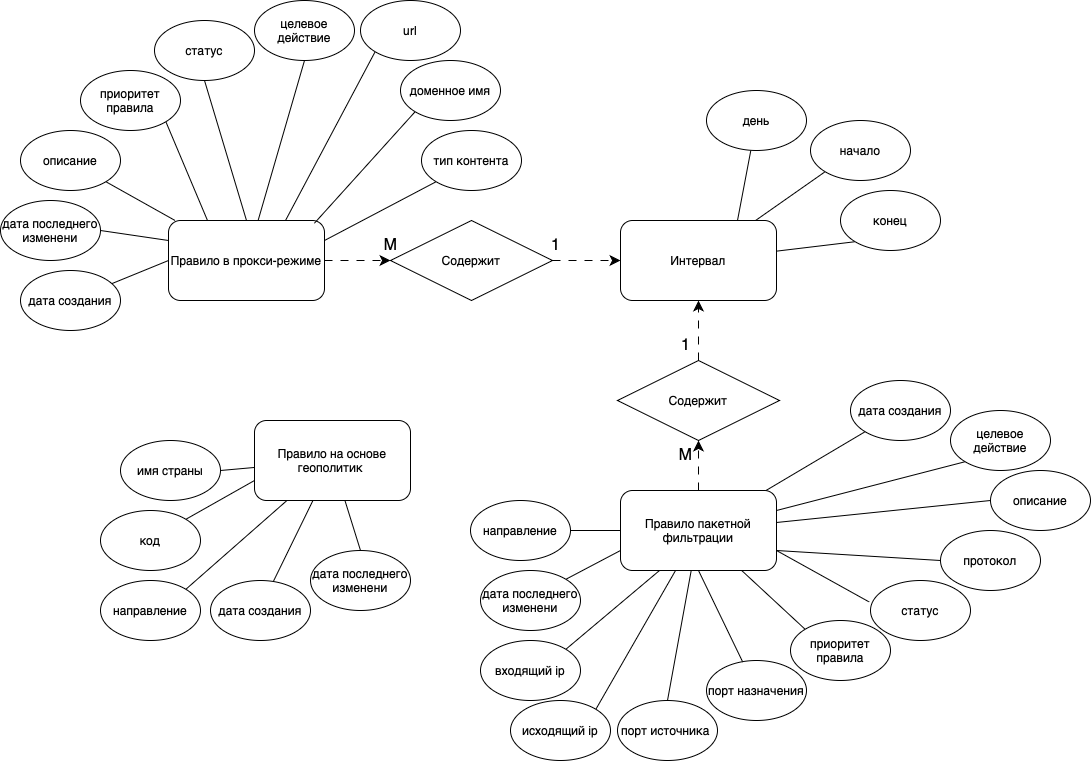 целевое
действие
url
статус
доменное имя
приоритет
правила
тип контента
описание
дата последнего
изменени
дата создания
Правило в прокси-режиме
M
Содержит
1
день
начало
конец
Интервал
1
Содержит
M
Правило на основе
геополитик
имя страны
код
направление
дата создания
дата последнего
изменени
дата создания
целевое
действие
описание
Правило пакетной
фильтрации
направление
протокол
дата последнего
изменени
статус
приоритет
правила
входящий ip
порт назначения
исходящий ip
порт источника